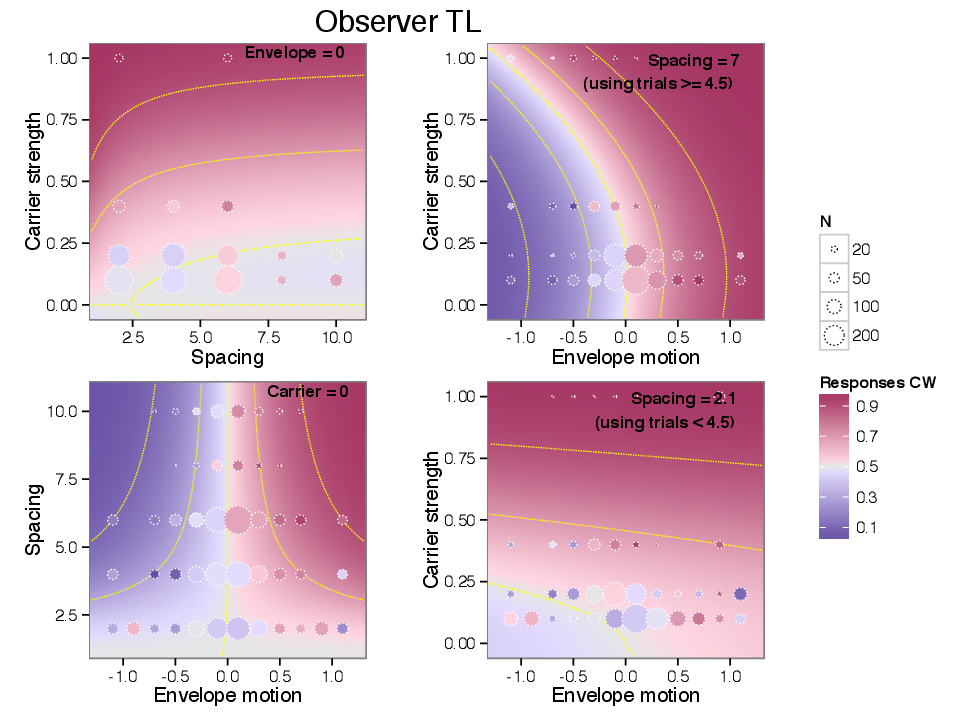 Observer TL
Envelope = 0
1.00
0.75
0.50
0.25
0.00
Carrier strength
2.5 5.0 7.5 10.0
Spacing
Spacing = 7
(using trials >= 4.5)
1.00
0.75
0.50
0.25
0.00
Carrier strength
-1.0 -0.5 0.0 0.5 1.0
Envelope motion
Carrier = 0
10.0
7.5
5.0
2.5
Spacing
-1.0 -0.5 0.0 0.5 1.0
Envelope motion
Spacing = 2.1
(using trials < 4.5)
1.00
0.75
0.50
0.25
0.00
Carrier strength
-1.0 -0.5 0.0 0.5 1.0
Envelope motion
N
20
50
100
200
Responses CW
0.9
0.7
0.5
0.3
0.1